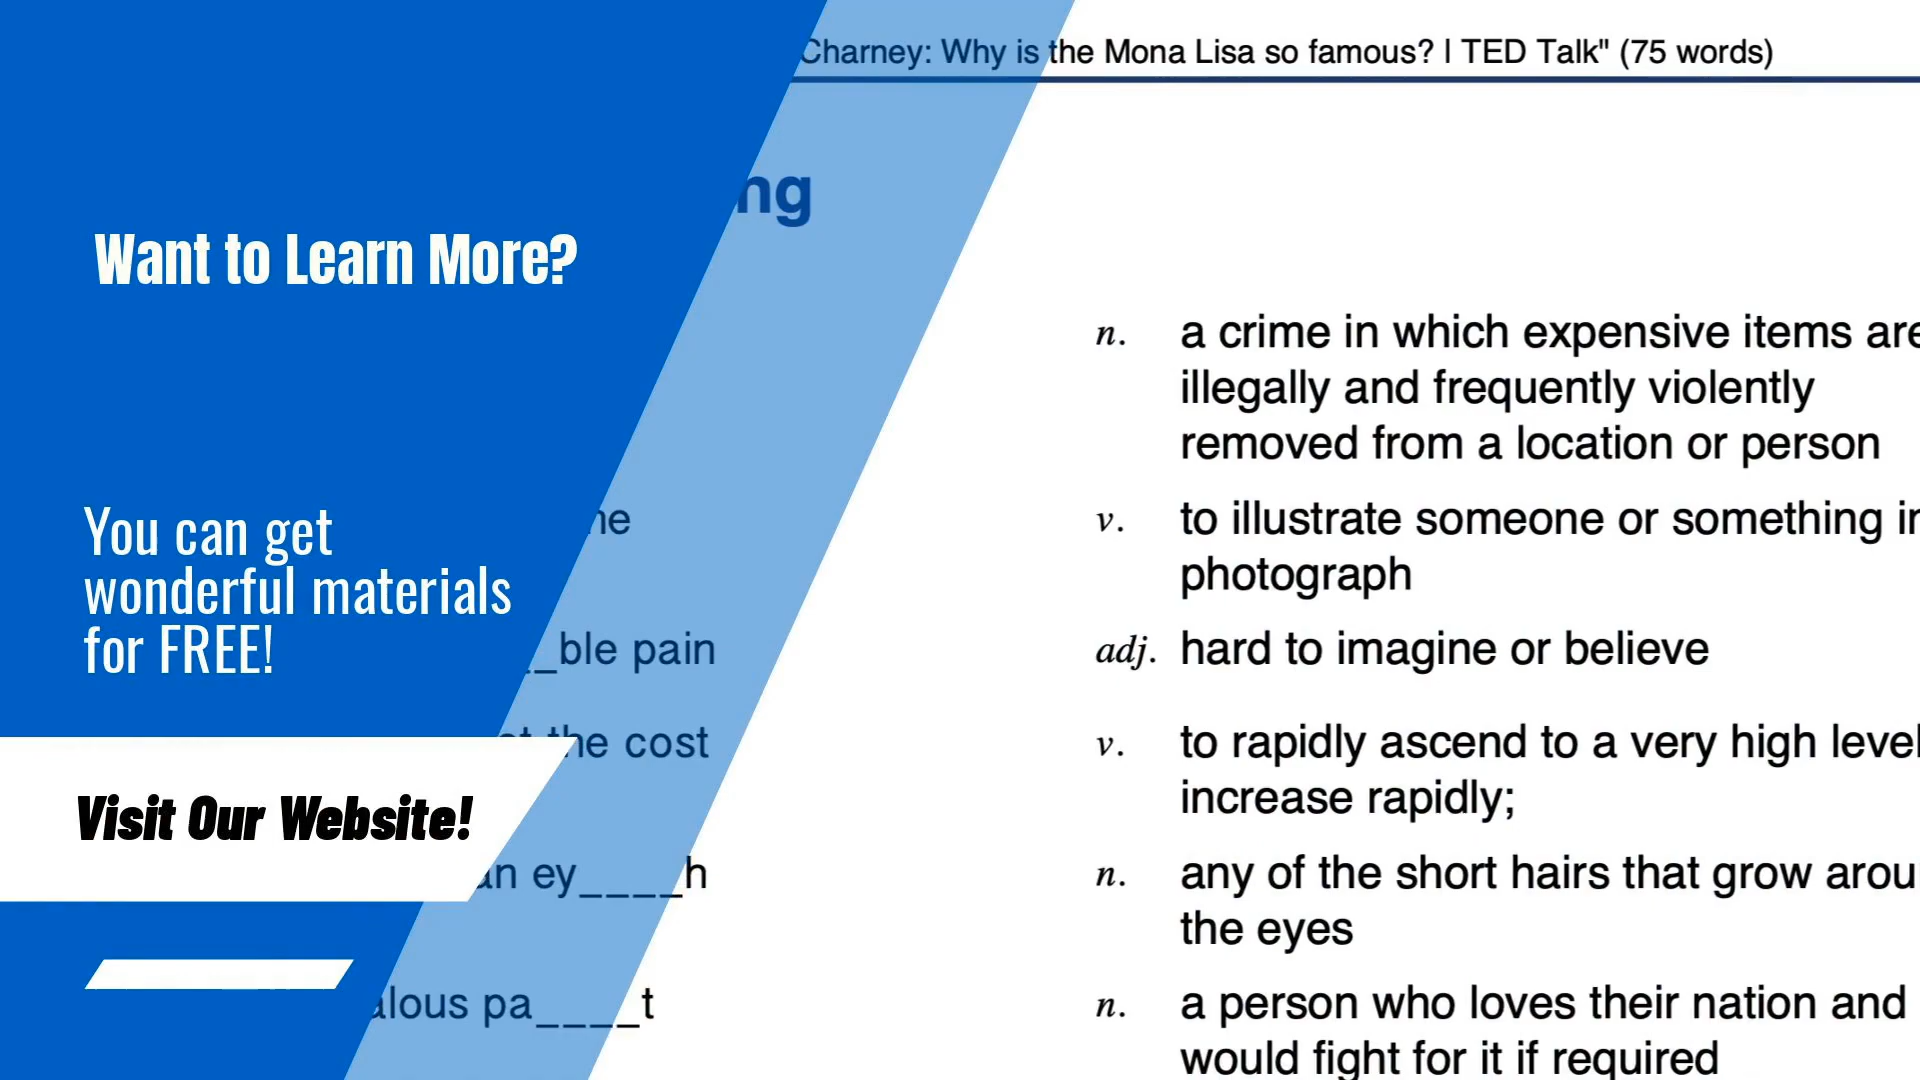 Charney: Why is the Mona Lisa so famous? | TED Talk" (75 words)
Want to Learn More?
You can get
wonderful materials
for FREE!
Visit Our Website!
n. a crime in which expensive items are
illegally and frequently violently
removed from a location or person
v. to illustrate someone or something in
photograph
_ble pain
adj. hard to imagine or believe
the cost
v. to rapidly ascend to a very high level
increase rapidly;
an ey____h
n. any of the short hairs that grow arou
the eyes
alous pa____t
n. a person who loves their nation and
would fight for it if required